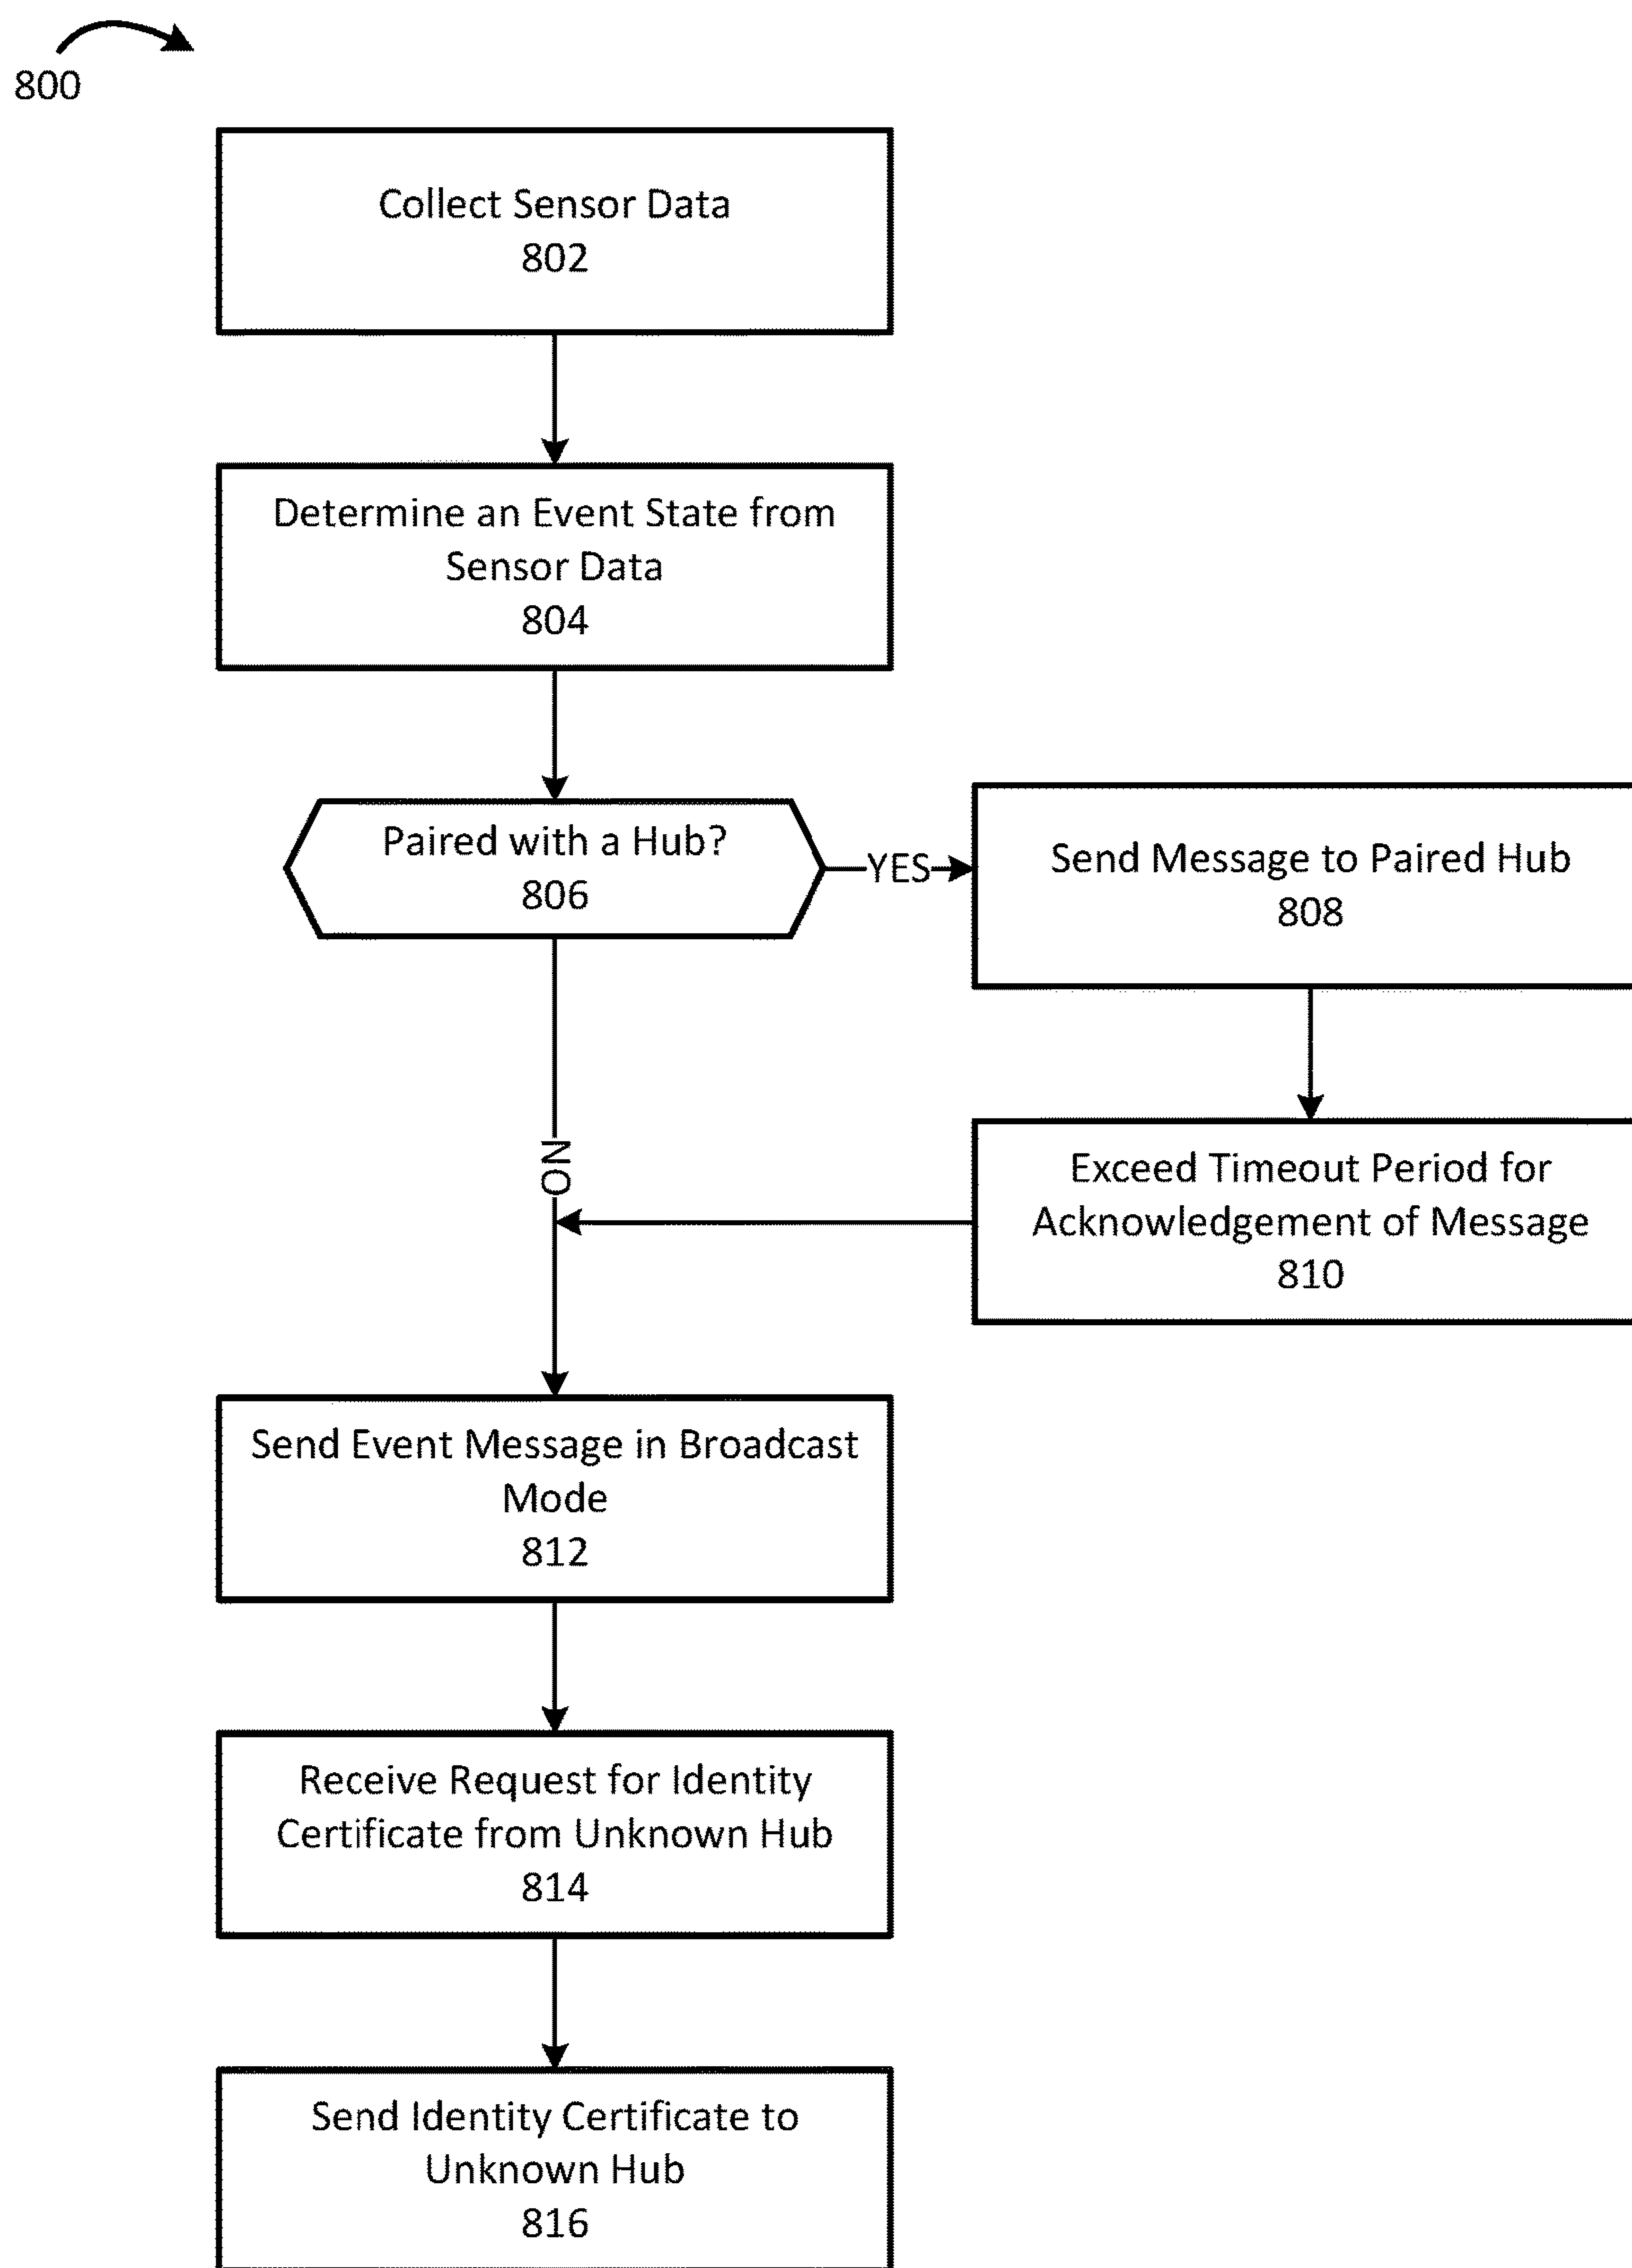 800
Collect Sensor Data
802
Determine an Event State from
Sensor Data
804
Paired with a Hub?
806
YES
Send Message to Paired Hub
808
Exceed Timeout Period for
Acknowledgement of Message
810
NO
Send Event Message in Broadcast
Mode
812
Receive Request for Identity
Certificate from Unknown Hub
814
Send Identity Certificate to
Unknown Hub
816